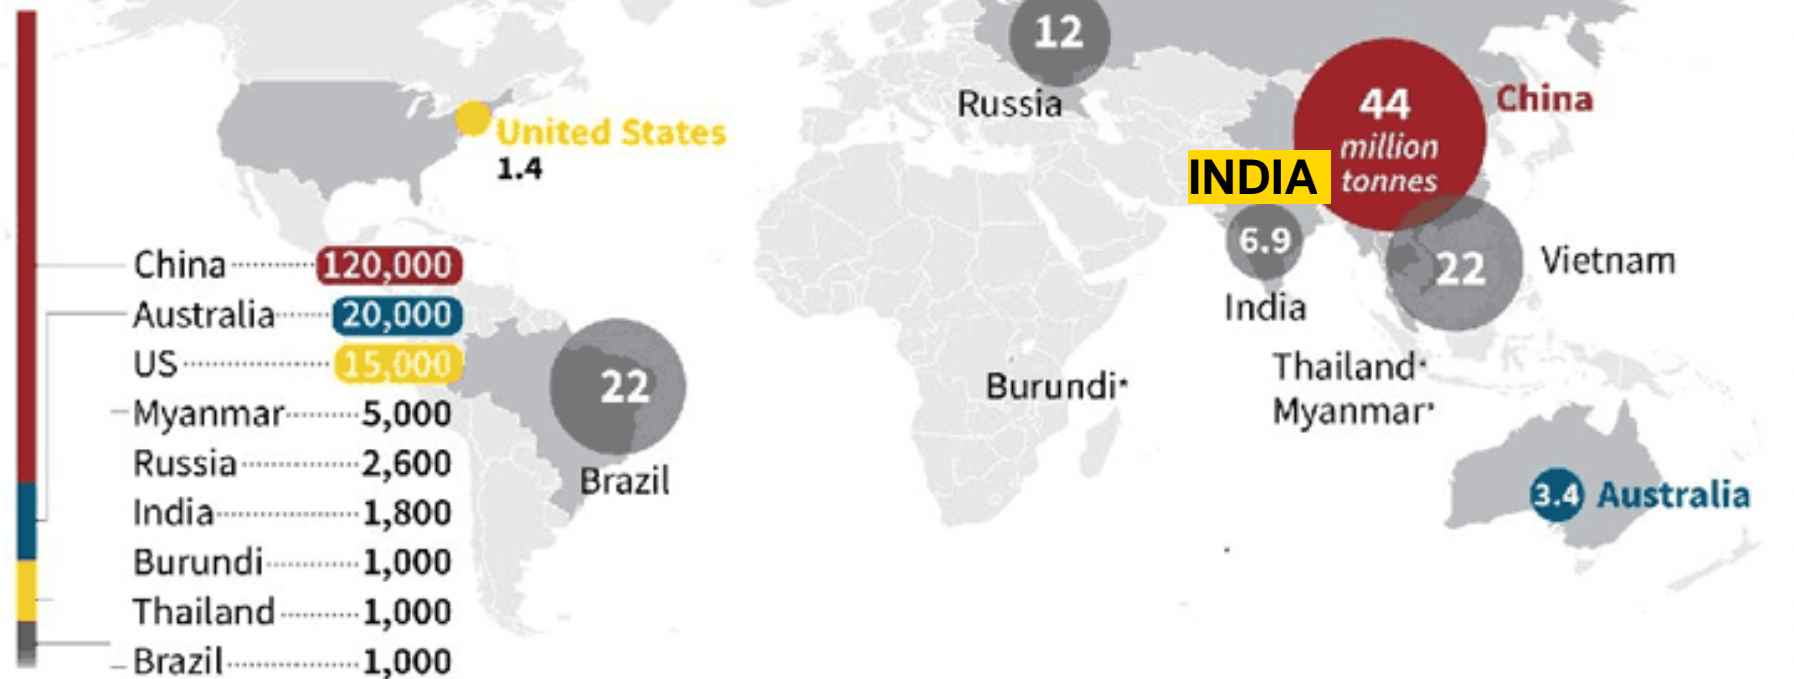 12
Russia
44
million
tonnes
China
United States
1.4
INDIA
6.9
India
22
Vietnam
China 120,000
Australia 20,000
US 15,000
Myanmar 5,000
Russia 2,600
India 1,800
Burundi 1,000
Thailand 1,000
Brazil 1,000
22
Brazil
Burundi
Thailand
Myanmar
3.4
Australia